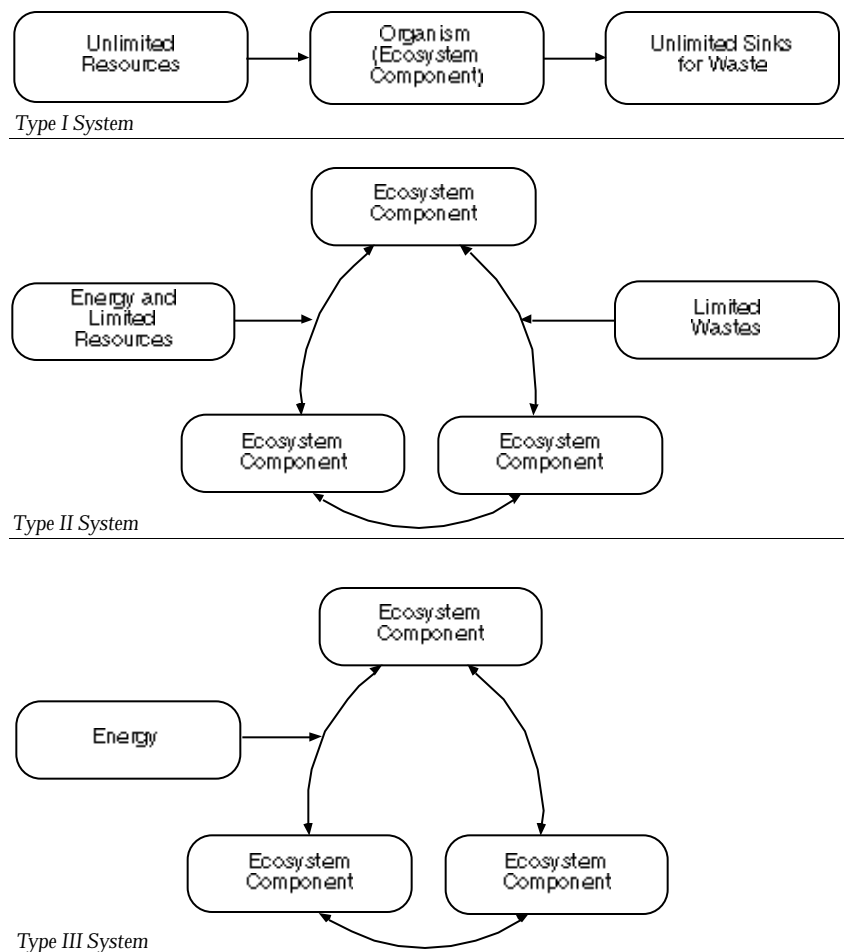 Unlimited
Resources
Organism
(Ecosystem
Component)
Unlimited Sinks
for Waste
Type I System
Ecosystem
Component
Energy and
Limited
Resources
Limited
Wastes
Ecosystem
Component
Ecosystem
Component
Type II System
Ecosystem
Component
Energy
Ecosystem
Component
Ecosystem
Component
Type III System